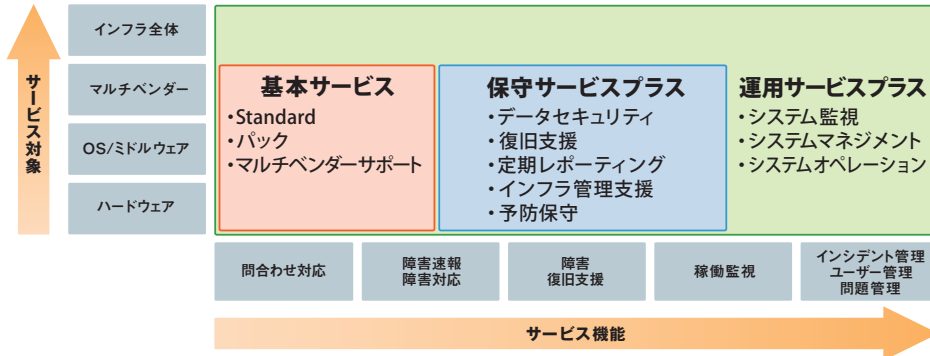 サービス対象
インフラ全体
マルチベンダー
OS/ミドルウェア
ハードウェア
基本サービス
・Standard
・パック
・マルチベンダーサポート
保守サービスプラス
・データセキュリティ
・復旧支援
・定期レポーティング
・インフラ管理支援
・予防保守
運用サービスプラス
・システム監視
・システムマネジメント
・システムオペレーション
問合わせ対応
障害速報
障害対応
障害
復旧支援
稼働監視
インシデント管理
ユーザー管理
問題管理
サービス機能